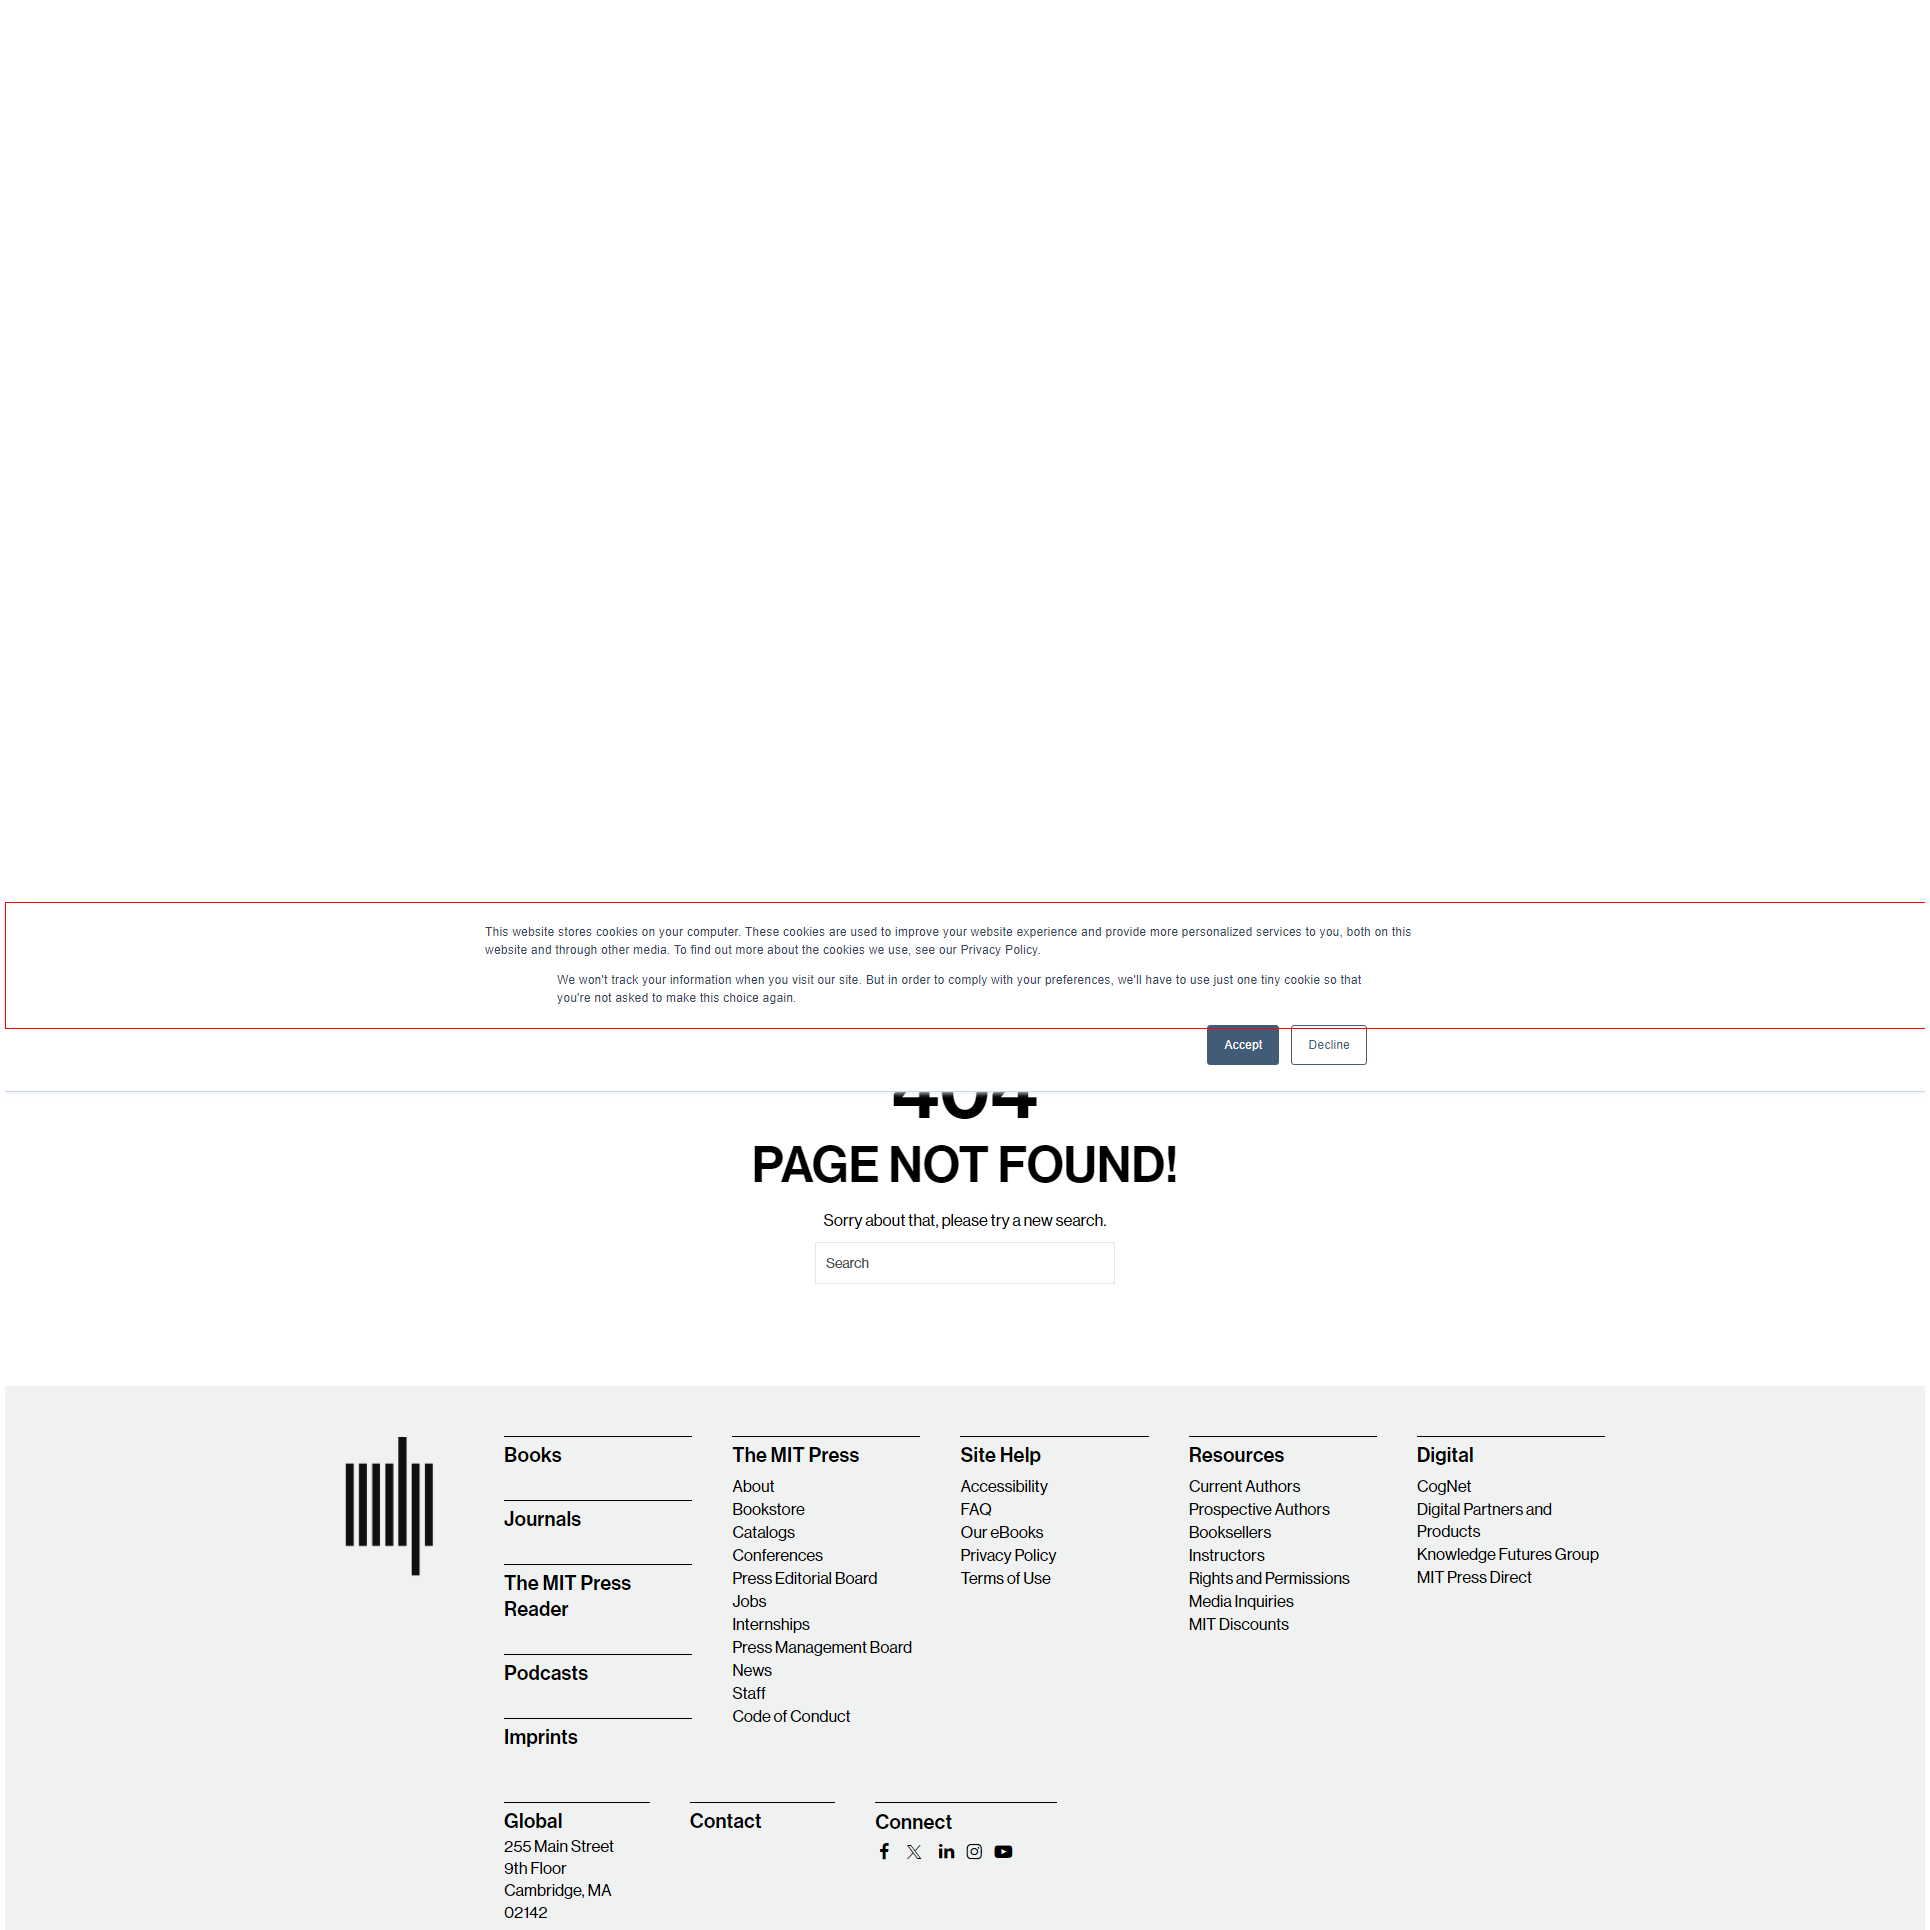 This website stores cookies on your computer. These cookies are used to improve your website experience and provide more personalized services to you, both on this
website and through other media. To find out more about the cookies we use, see our Privacy Policy.
We won't track your information when you visit our site. But in order to comply with your preferences, we'll have to use just one tiny cookie so that
you're not asked to make this choice again.
Accept
Decline
404
PAGE NOT FOUND!
Sorry about that, please try a new search.
Search
Books
Journals
The MIT Press
Reader
Podcasts
Imprints
The MIT Press
About
Bookstore
Catalogs
Conferences
Press Editorial Board
Jobs
Internships
Press Management Board
News
Staff
Code of Conduct
Site Help
Accessibility
FAQ
Our eBooks
Privacy Policy
Terms of Use
Resources
Current Authors
Prospective Authors
Booksellers
Instructors
Rights and Permissions
Media Inquiries
MIT Discounts
Digital
CogNet
Digital Partners and
Products
Knowledge Futures Group
MIT Press Direct
Global
255 Main Street
9th Floor
Cambridge, MA
02142
Contact
Connect